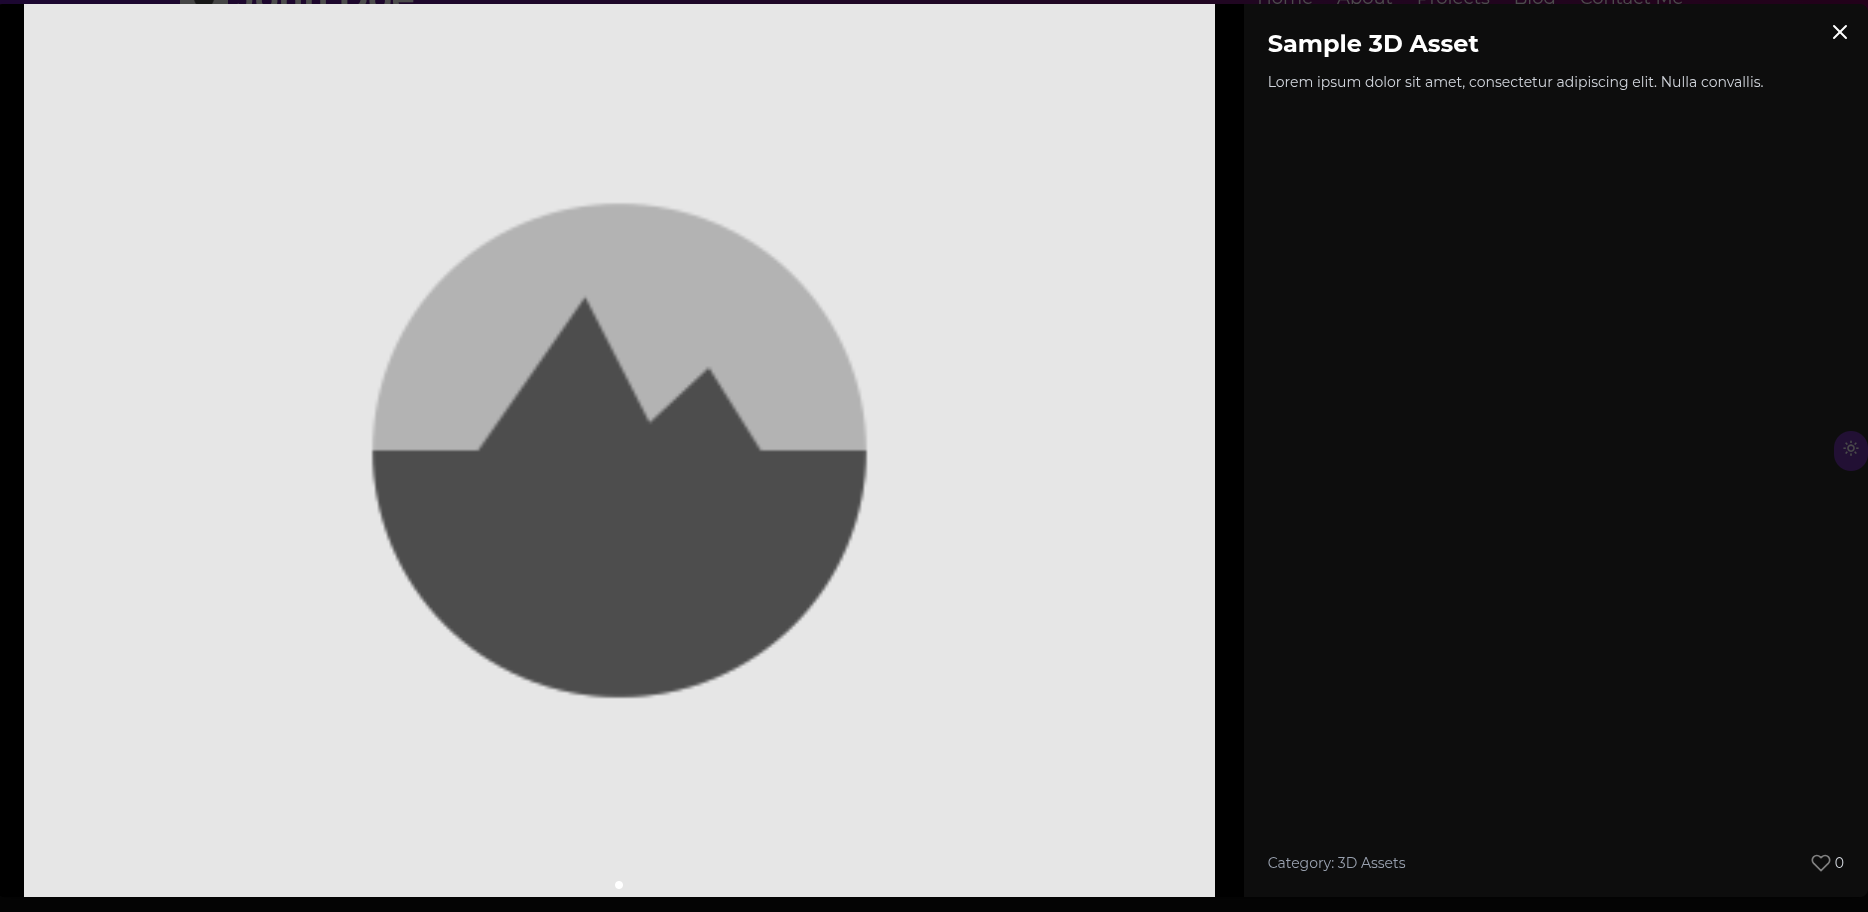 Home About Projects Blog Contact Me
Sample 3D Asset
Lorem ipsum dolor sit amet, consectetur adipiscing elit. Nulla convallis.
Category: 3D Assets
0